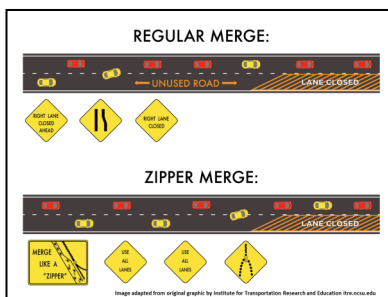 REGULAR MERGE:
UNUSED ROAD
LANE CLOSED
RIGHT LANE
CLOSED
AHEAD
RIGHT LANE
CLOSED
ZIPPER MERGE:
LANE CLOSED
MERGE
LIKE
A
"ZIPPER"
USE
ALL
LANES
USE
ALL
LANES
Image adapted from original graphic by Institute for Transportation Research and Education itre.ncsu.edu